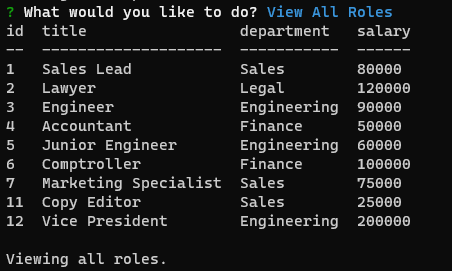 ? What would you like to do? View All Roles
id  title                 department   salary
--  --------------------  -----------  ------
1   Sales Lead            Sales        80000
2   Lawyer                Legal        120000
3   Engineer              Engineering  90000
4   Accountant            Finance      50000
5   Junior Engineer       Engineering  60000
6   Comptroller           Finance      100000
7   Marketing Specialist  Sales        75000
11  Copy Editor           Sales        25000
12  Vice President        Engineering  200000
Viewing all roles.